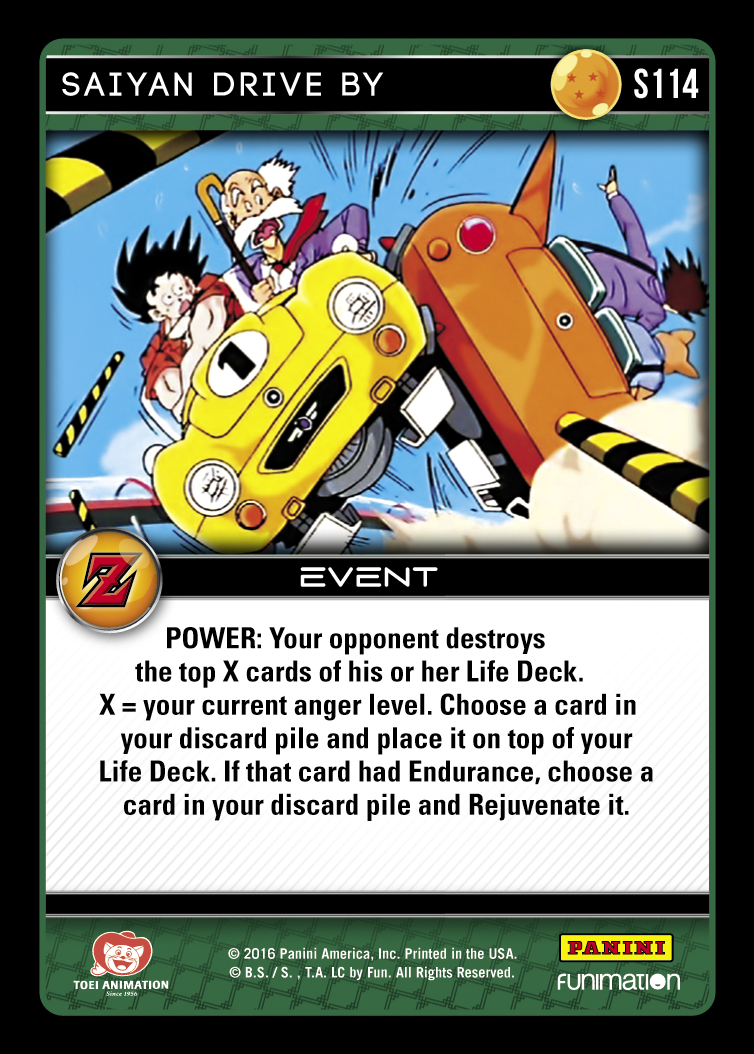 SAIYAN DRIVE BY
S114
1
Z
EVENT
POWER: Your opponent destroys
the top X cards of his or her Life Deck.
X = your current anger level. Choose a card in
your discard pile and place it on top of your
Life Deck. If that card had Endurance, choose a
card in your discard pile and Rejuvenate it.
TOEI ANIMATION
Since 1956
© 2016 Panini America, Inc. Printed in the USA.
© B.S. / S. , T.A. LC by Fun. All Rights Reserved.
PANINI
FUNIMATION